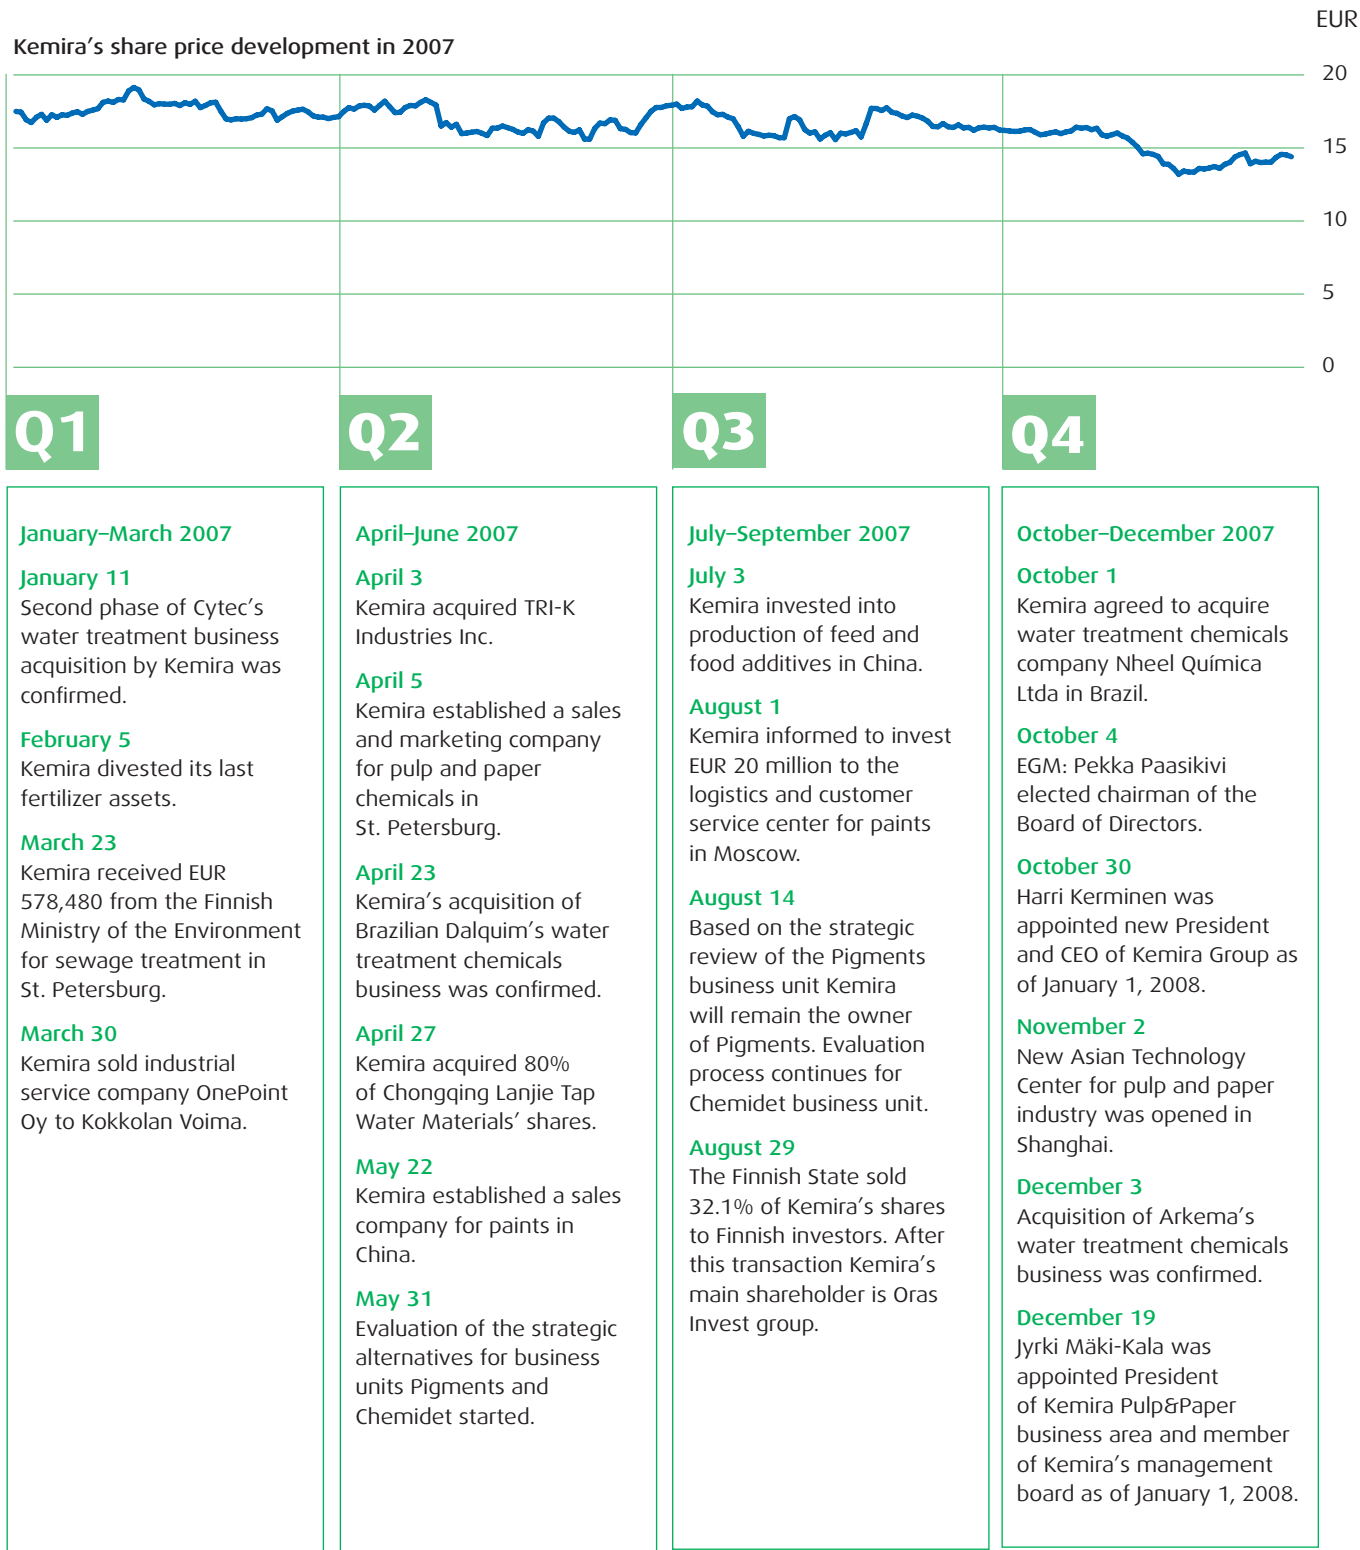 EUR
Kemira's share price development in 2007
20
15
10
5
0
Q1
Q2
Q3
Q4
January–March 2007
January 11
Second phase of Cytec's
water treatment business
acquisition by Kemira was
confirmed.
February 5
Kemira divested its last
fertilizer assets.
March 23
Kemira received EUR
578,480 from the Finnish
Ministry of the Environment
for sewage treatment in
St. Petersburg.
March 30
Kemira sold industrial
service company OnePoint
Oy to Kokkolan Voima.
April–June 2007
April 3
Kemira acquired TRI-K
Industries Inc.
April 5
Kemira established a sales
and marketing company
for pulp and paper
chemicals in
St. Petersburg.
April 23
Kemira's acquisition of
Brazilian Dalquim's water
treatment chemicals
business was confirmed.
April 27
Kemira acquired 80%
of Chongqing Lanjie Tap
Water Materials' shares.
May 22
Kemira established a sales
company for paints in
China.
May 31
Evaluation of the strategic
alternatives for business
units Pigments and
Chemidet started.
July–September 2007
July 3
Kemira invested into
production of feed and
food additives in China.
August 1
Kemira informed to invest
EUR 20 million to the
logistics and customer
service center for paints
in Moscow.
August 14
Based on the strategic
review of the Pigments
business unit Kemira
will remain the owner
of Pigments. Evaluation
process continues for
Chemidet business unit.
August 29
The Finnish State sold
32.1% of Kemira's shares
to Finnish investors. After
this transaction Kemira's
main shareholder is Oras
Invest group.
October–December 2007
October 1
Kemira agreed to acquire
water treatment chemicals
company Nheel Química
Ltda in Brazil.
October 4
EGM: Pekka Paasikivi
elected chairman of the
Board of Directors.
October 30
Harri Kerminen was
appointed new President
and CEO of Kemira Group as
of January 1, 2008.
November 2
New Asian Technology
Center for pulp and paper
industry was opened in
Shanghai.
December 3
Acquisition of Arkema's
water treatment chemicals
business was confirmed.
December 19
Jyrki Mäki-Kala was
appointed President
of Kemira Pulp&Paper
business area and member
of Kemira's management
board as of January 1, 2008.